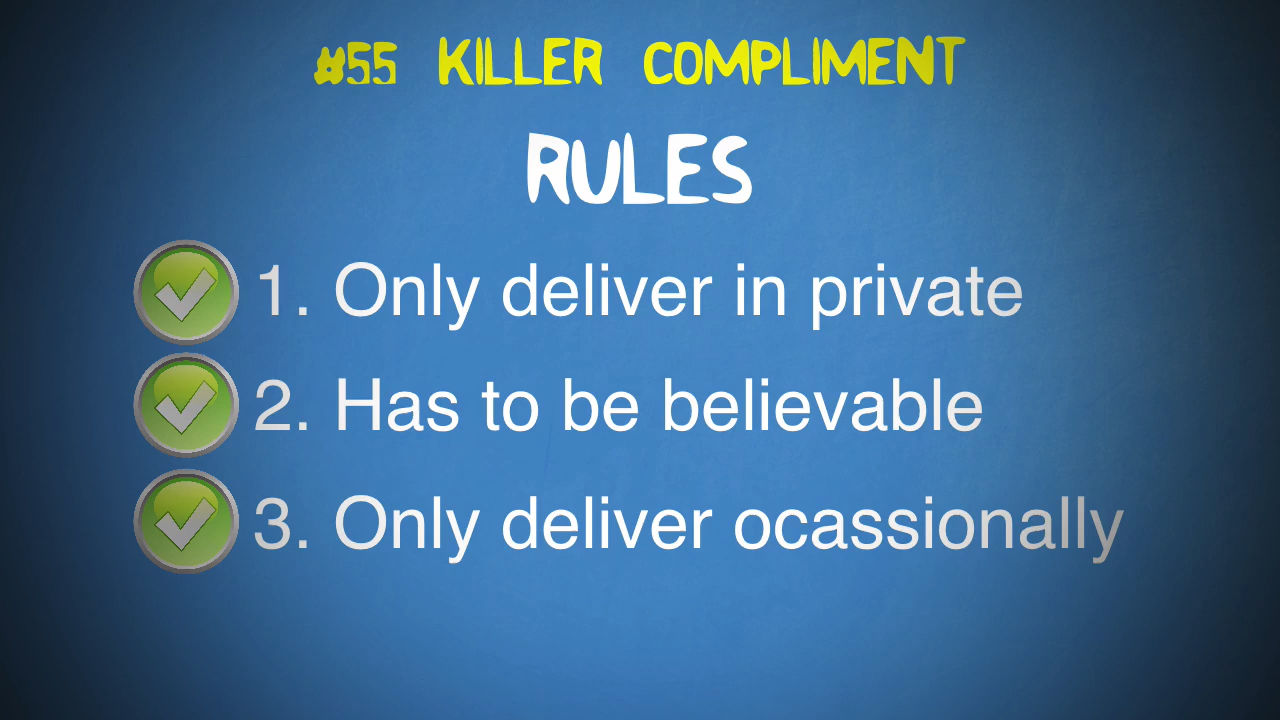 #55 KILLER COMPLIMENT
RULES
1. Only deliver in private
2. Has to be believable
3. Only deliver ocassionally